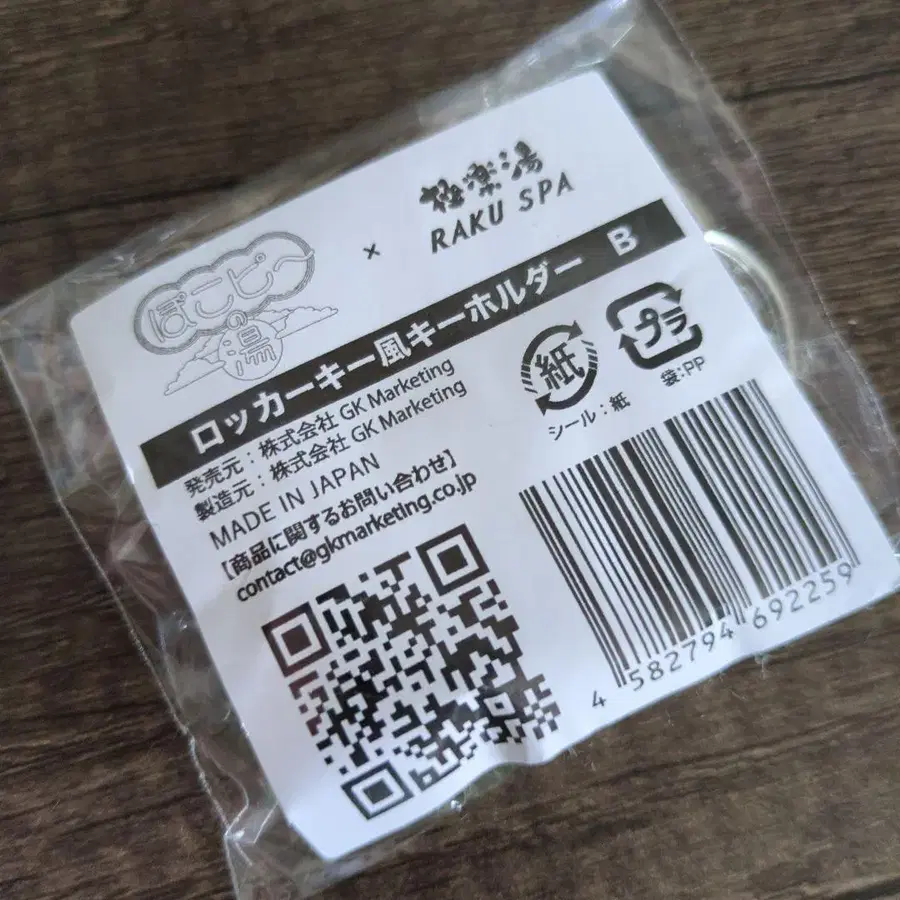 ぽこピーの湯
×
極楽湯
RAKU SPA
ロッカーキー風キーホルダー B
発売元:株式会社 GK Marketing
製造元:株式会社 GK Marketing
MADE IN JAPAN
【商品に関するお問い合わせ】
contact@gkmarketing.co.jp
紙
シール:紙
プラ
袋:PP
4 582794 692259